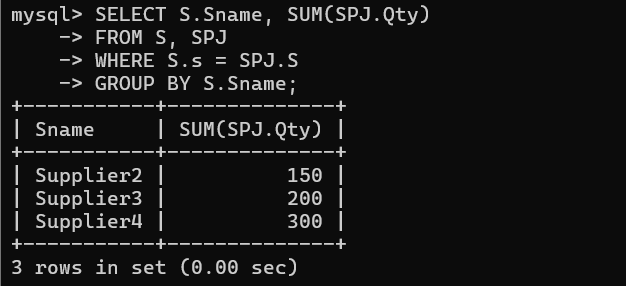 mysql> SELECT S.Sname, SUM(SPJ.Qty)
    -> FROM S, SPJ
    -> WHERE S.s = SPJ.S
    -> GROUP BY S.Sname;
+-----------+--------------+
| Sname     | SUM(SPJ.Qty) |
+-----------+--------------+
| Supplier2 |          150 |
| Supplier3 |          200 |
| Supplier4 |          300 |
+-----------+--------------+
3 rows in set (0.00 sec)